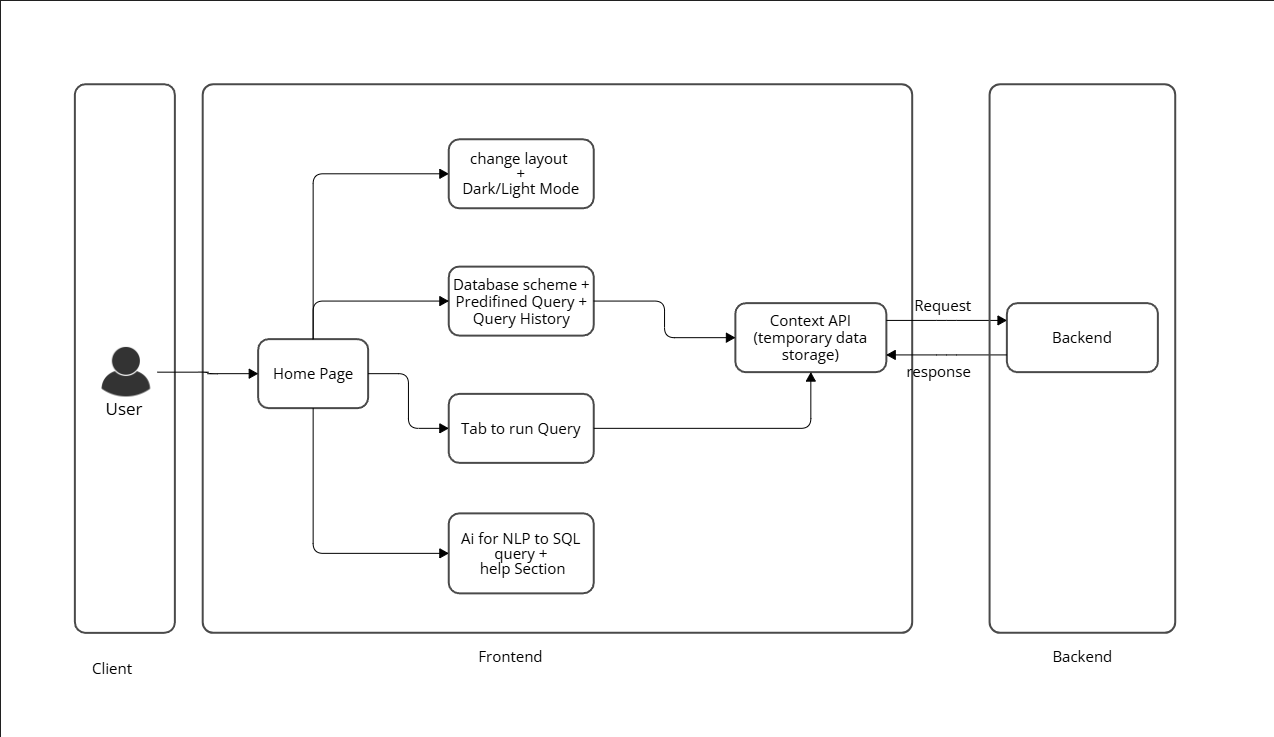 change layout
+
Dark/Light Mode
Database scheme +
Predifined Query +
Query History
Context API
(temporary data
storage)
Request
response
Backend
Home Page
User
Tab to run Query
Ai for NLP to SQL
query +
help Section
Client
Frontend
Backend